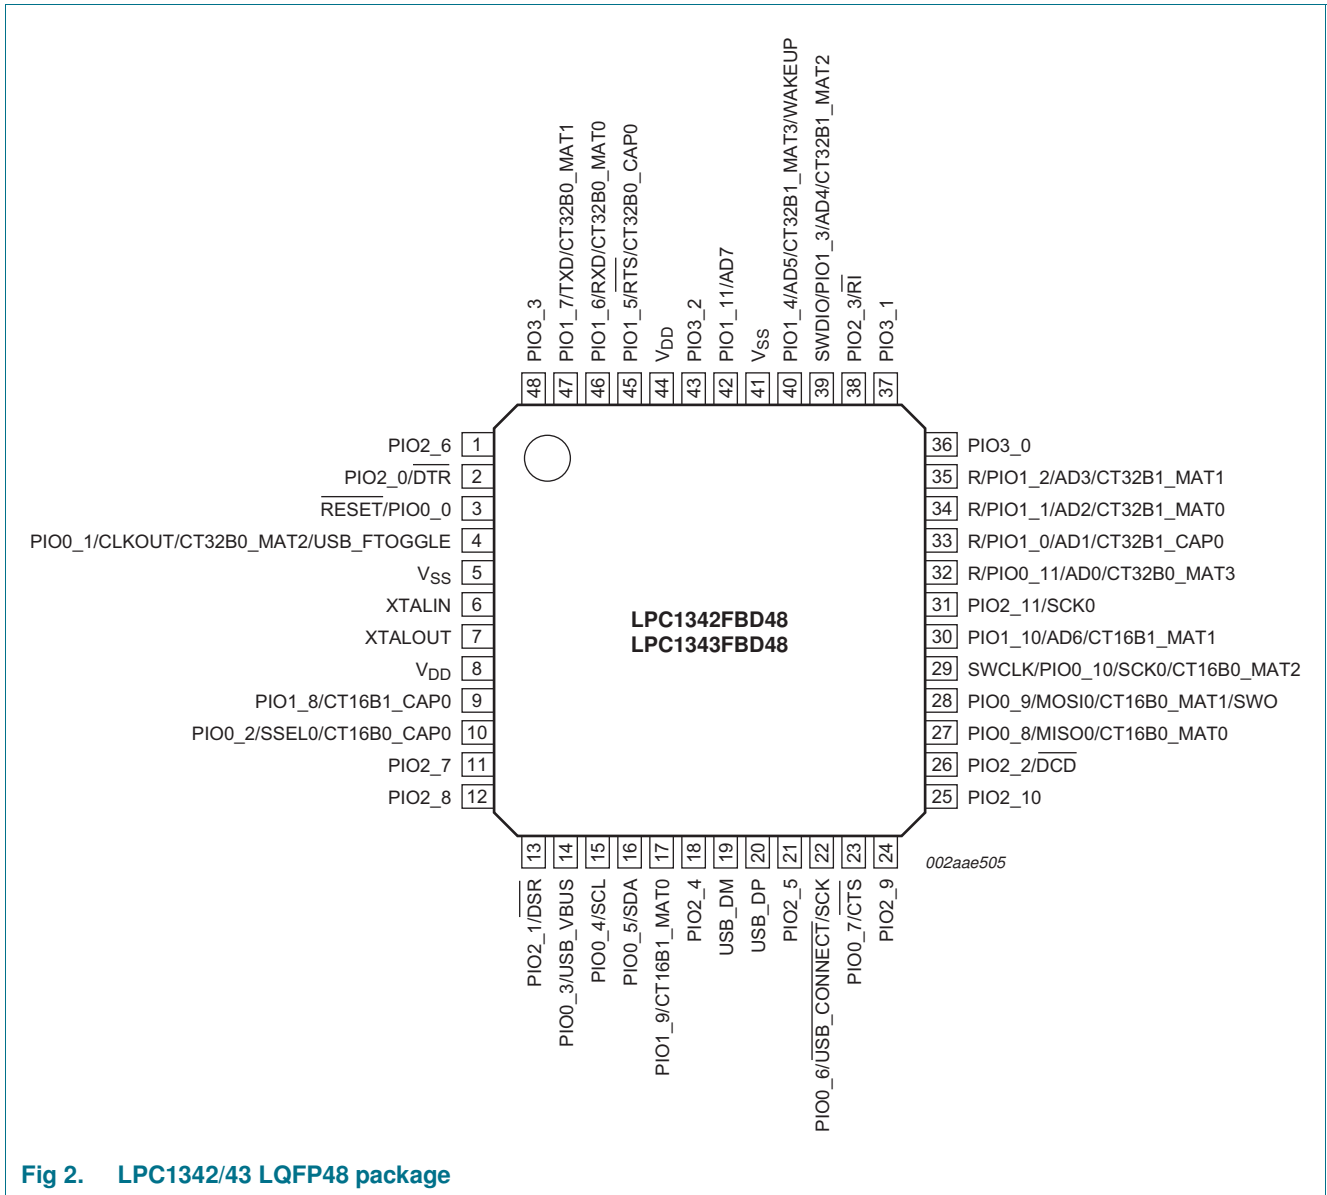 PIO3_3
PIO1_7/TXD/CT32B0_MAT1
PIO1_6/RXD/CT32B0_MAT0
PIO1_5/RTS/CT32B0_CAP0
VDD
PIO3_2
PIO1_11/AD7
VSS
PIO1_4/AD5/CT32B1_MAT3/WAKEUP
SWDIO/PIO1_3/AD4/CT32B1_MAT2
PIO2_3/RI
PIO3_1
48 47 46 45 44 43 42 41 40 39 38 37
PIO2_6 1
PIO2_0/DTR 2
RESET/PIO0_0 3
PIO0_1/CLKOUT/CT32B0_MAT2/USB_FTOGGLE 4
VSS 5
XTALIN 6
XTALOUT 7
VDD 8
PIO1_8/CT16B1_CAP0 9
PIO0_2/SSEL0/CT16B0_CAP0 10
PIO2_7 11
PIO2_8 12
LPC1342FBD48
LPC1343FBD48
36 PIO3_0
35 R/PIO1_2/AD3/CT32B1_MAT1
34 R/PIO1_1/AD2/CT32B1_MAT0
33 R/PIO1_0/AD1/CT32B1_CAP0
32 R/PIO0_11/AD0/CT32B0_MAT3
31 PIO2_11/SCK0
30 PIO1_10/AD6/CT16B1_MAT1
29 SWCLK/PIO0_10/SCK0/CT16B0_MAT2
28 PIO0_9/MOSI0/CT16B0_MAT1/SWO
27 PIO0_8/MISO0/CT16B0_MAT0
26 PIO2_2/DCD
25 PIO2_10
13 14 15 16 17 18 19 20 21 22 23 24
PIO2_1/DSR
PIO0_3/USB_VBUS
PIO0_4/SCL
PIO0_5/SDA
PIO1_9/CT16B1_MAT0
PIO2_4
USB_DM
USB_DP
PIO2_5
PIO0_6/USB_CONNECT/SCK
PIO0_7/CTS
PIO2_9
002aae505
Fig 2. LPC1342/43 LQFP48 package